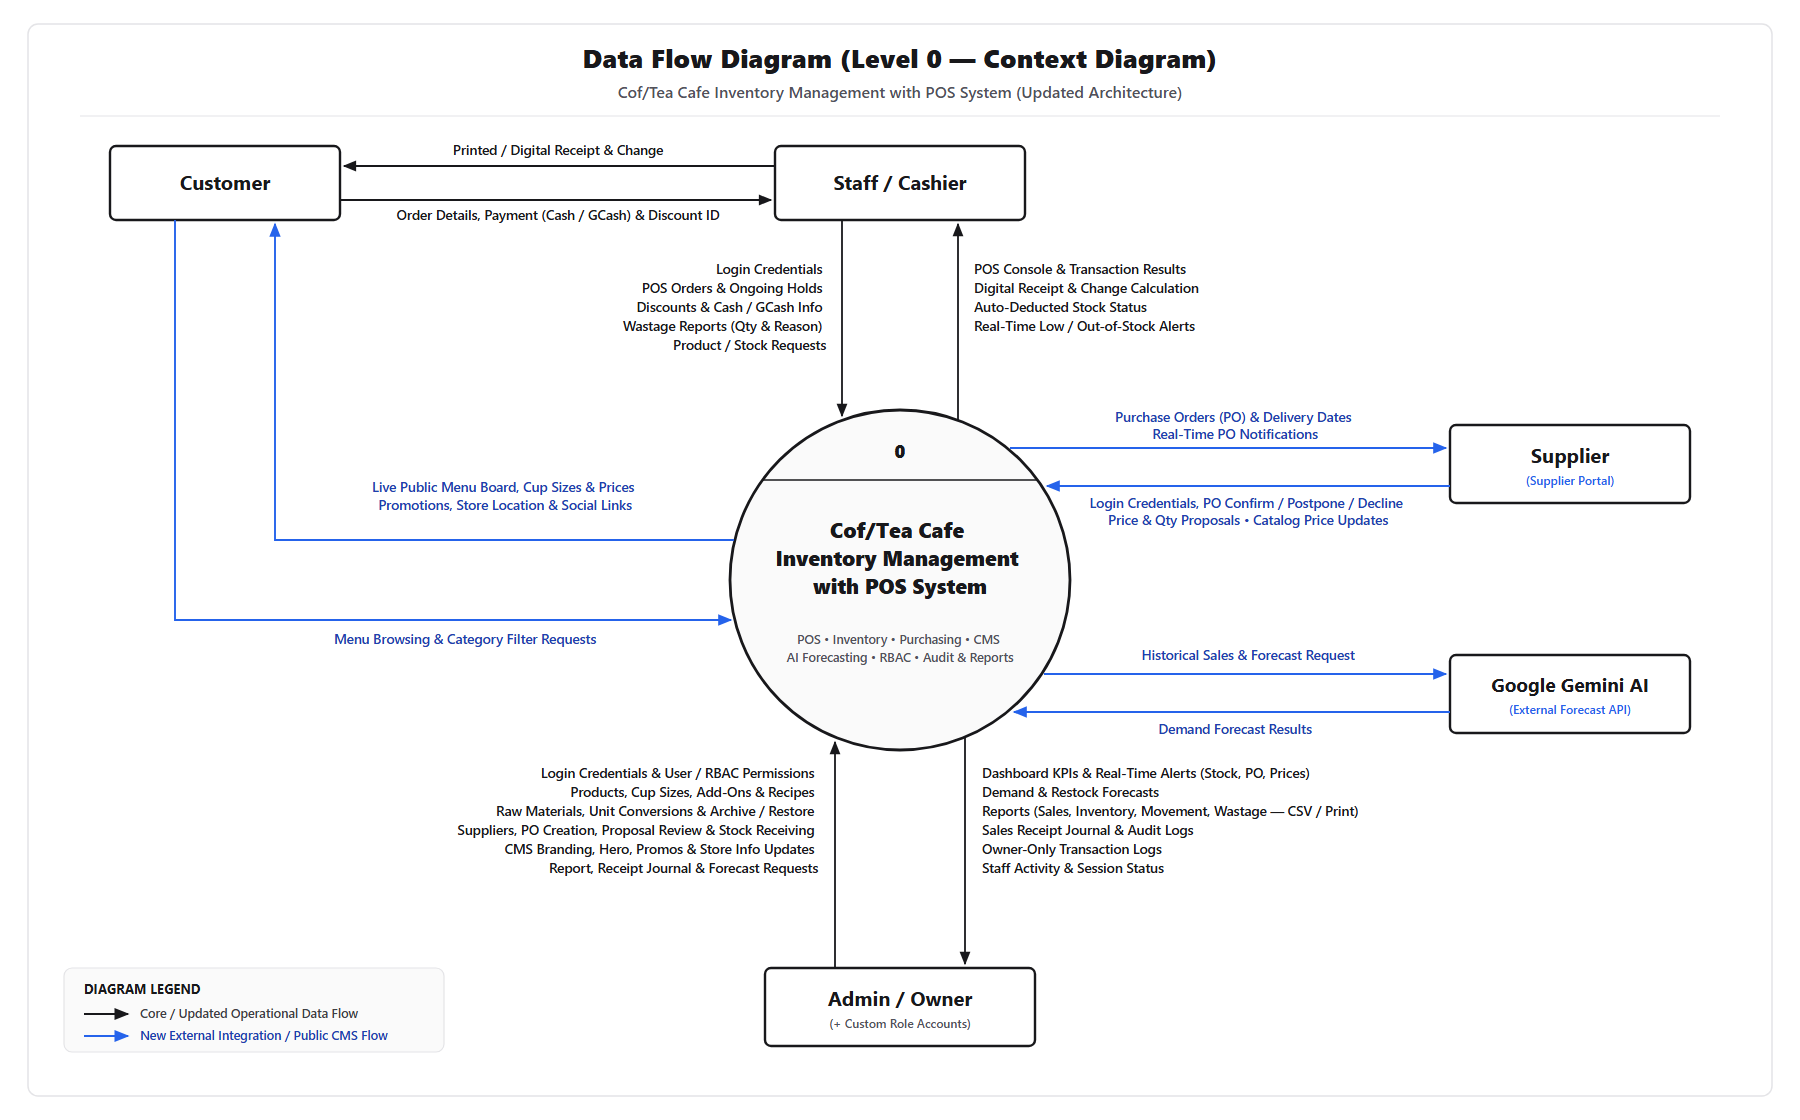 Data Flow Diagram (Level 0 — Context Diagram)
Cof/Tea Cafe Inventory Management with POS System (Updated Architecture)
Customer
Printed / Digital Receipt & Change
Order Details, Payment (Cash / GCash) & Discount ID
Staff / Cashier
Login Credentials
POS Orders & Ongoing Holds
Discounts & Cash / GCash Info
Wastage Reports (Qty & Reason)
Product / Stock Requests
POS Console & Transaction Results
Digital Receipt & Change Calculation
Auto-Deducted Stock Status
Real-Time Low / Out-of-Stock Alerts
Purchase Orders (PO) & Delivery Dates
Real-Time PO Notifications
Supplier
(Supplier Portal)
Login Credentials, PO Confirm / Postpone / Decline
Price & Qty Proposals • Catalog Price Updates
Live Public Menu Board, Cup Sizes & Prices
Promotions, Store Location & Social Links
0
Cof/Tea Cafe
Inventory Management
with POS System
POS • Inventory • Purchasing • CMS
AI Forecasting • RBAC • Audit & Reports
Menu Browsing & Category Filter Requests
Historical Sales & Forecast Request
Google Gemini AI
(External Forecast API)
Demand Forecast Results
Login Credentials & User / RBAC Permissions
Products, Cup Sizes, Add-Ons & Recipes
Raw Materials, Unit Conversions & Archive / Restore
Suppliers, PO Creation, Proposal Review & Stock Receiving
CMS Branding, Hero, Promos & Store Info Updates
Report, Receipt Journal & Forecast Requests
Dashboard KPIs & Real-Time Alerts (Stock, PO, Prices)
Demand & Restock Forecasts
Reports (Sales, Inventory, Movement, Wastage — CSV / Print)
Sales Receipt Journal & Audit Logs
Owner-Only Transaction Logs
Staff Activity & Session Status
Admin / Owner
(+ Custom Role Accounts)
DIAGRAM LEGEND
Core / Updated Operational Data Flow
New External Integration / Public CMS Flow